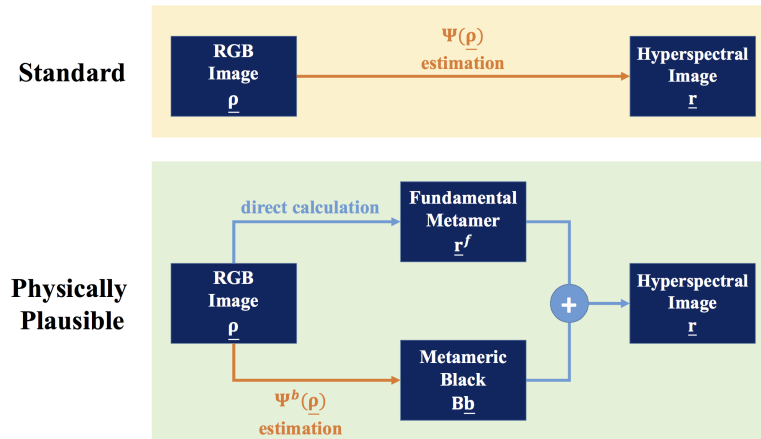 Standard
RGB
Image
ρ
Ψ(ρ)
estimation
Hyperspectral
Image
r
Physically
Plausible
RGB
Image
ρ
direct calculation
Fundamental
Metamer
r^f
Ψ^b(ρ)
estimation
Metameric
Black
Bb
+
Hyperspectral
Image
r